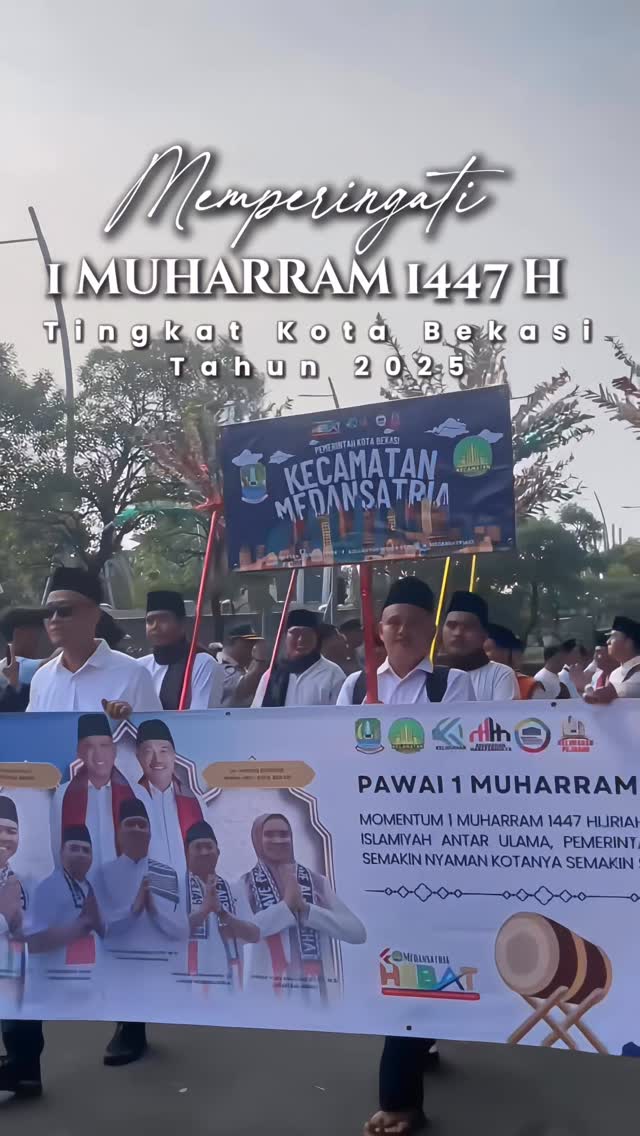 Memperingati
1 MUHARRAM 1447 H
Tingkat Kota Bekasi
Tahun 2025
PEMERINTAH KOTA BEKASI
KECAMATAN
MEDANSATRIA
PAWAI 1 MUHARRAM
MOMENTUM 1 MUHARRAM 1447 HIJRIAH
ISLAMIYAH ANTAR ULAMA, PEMERINTA
SEMAKIN NYAMAN KOTANYA SEMAKIN S
MEDANSATRIA
HEBAT